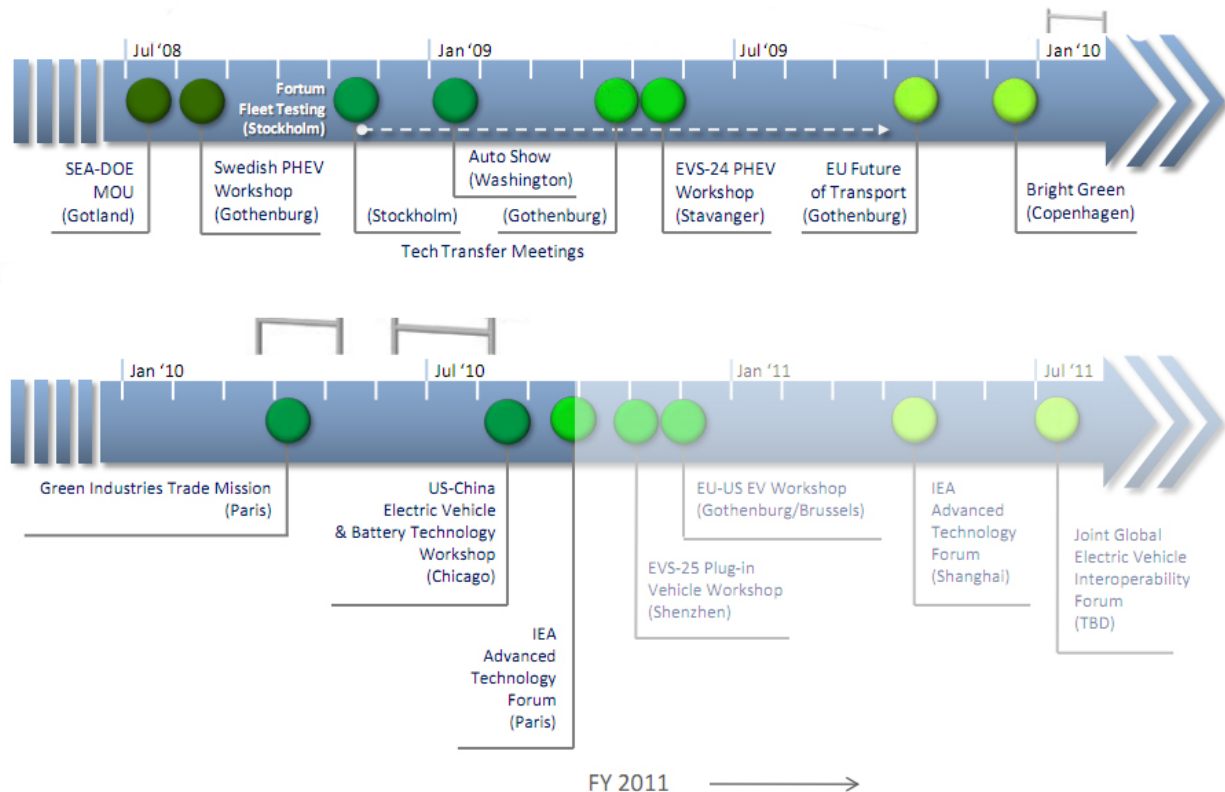 Jul '08
Jan '09
Jul '09
Jan '10
Fortum
Fleet Testing
(Stockholm)
SEA-DOE
MOU
(Gotland)
Swedish PHEV
Workshop
(Gothenburg)
(Stockholm)
Auto Show
(Washington)
(Gothenburg)
Tech Transfer Meetings
EVS-24 PHEV
Workshop
(Stavanger)
EU Future
of Transport
(Gothenburg)
Bright Green
(Copenhagen)
Jan '10
Jul '10
Jan '11
Jul '11
Green Industries Trade Mission
(Paris)
US-China
Electric Vehicle
& Battery Technology
Workshop
(Chicago)
IEA
Advanced
Technology
Forum
(Paris)
EVS-25 Plug-in
Vehicle Workshop
(Shenzhen)
EU-US EV Workshop
(Gothenburg/Brussels)
IEA
Advanced
Technology
Forum
(Shanghai)
Joint Global
Electric Vehicle
Interoperability
Forum
(TBD)
FY 2011